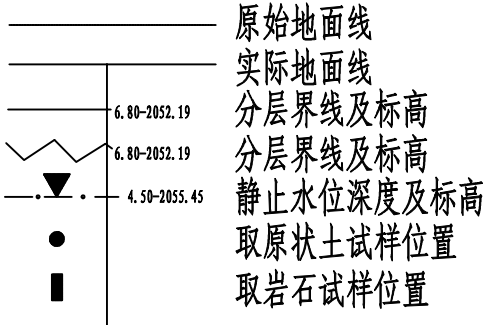 原始地面线
实际地面线
6.80-2052.19 分层界线及标高
6.80-2052.19 分层界线及标高
4.50-2055.45 静止水位深度及标高
取原状土试样位置
取岩石试样位置